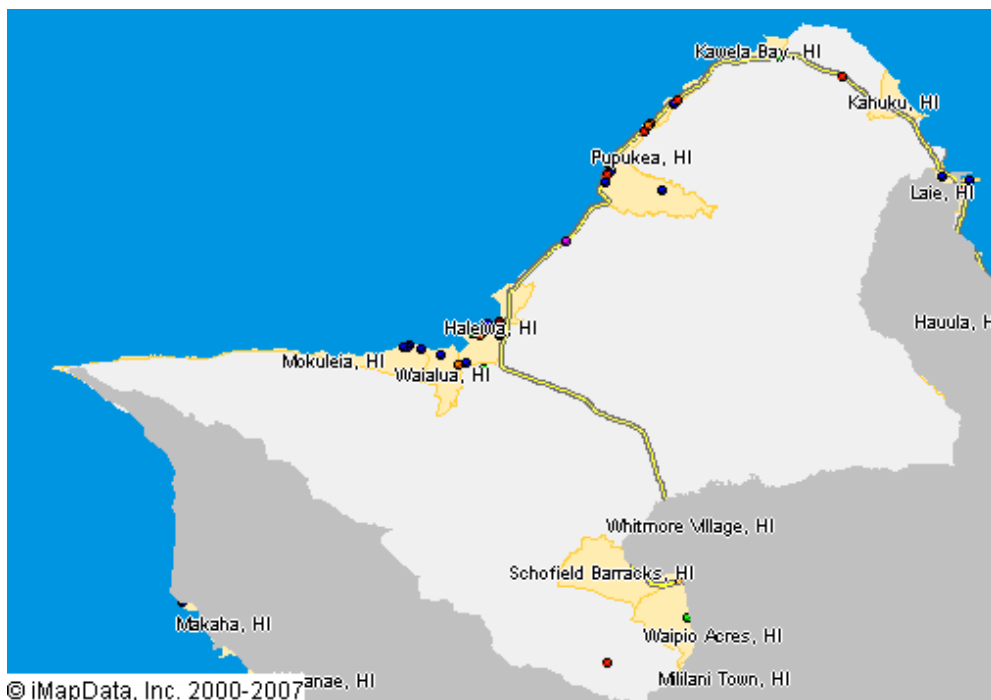 Kawela Bay, HI
Kahuku, HI
Pupukea, HI
Laie, HI
Hauula, H
Haleiwa, HI
Mokuleia, HI
Waialua, HI
Whitmore Village, HI
Schofield Barracks, HI
Makaha, HI
Waipio Acres, HI
Mililani Town, HI
© iMapData, Inc. 2000-2007 anae, HI